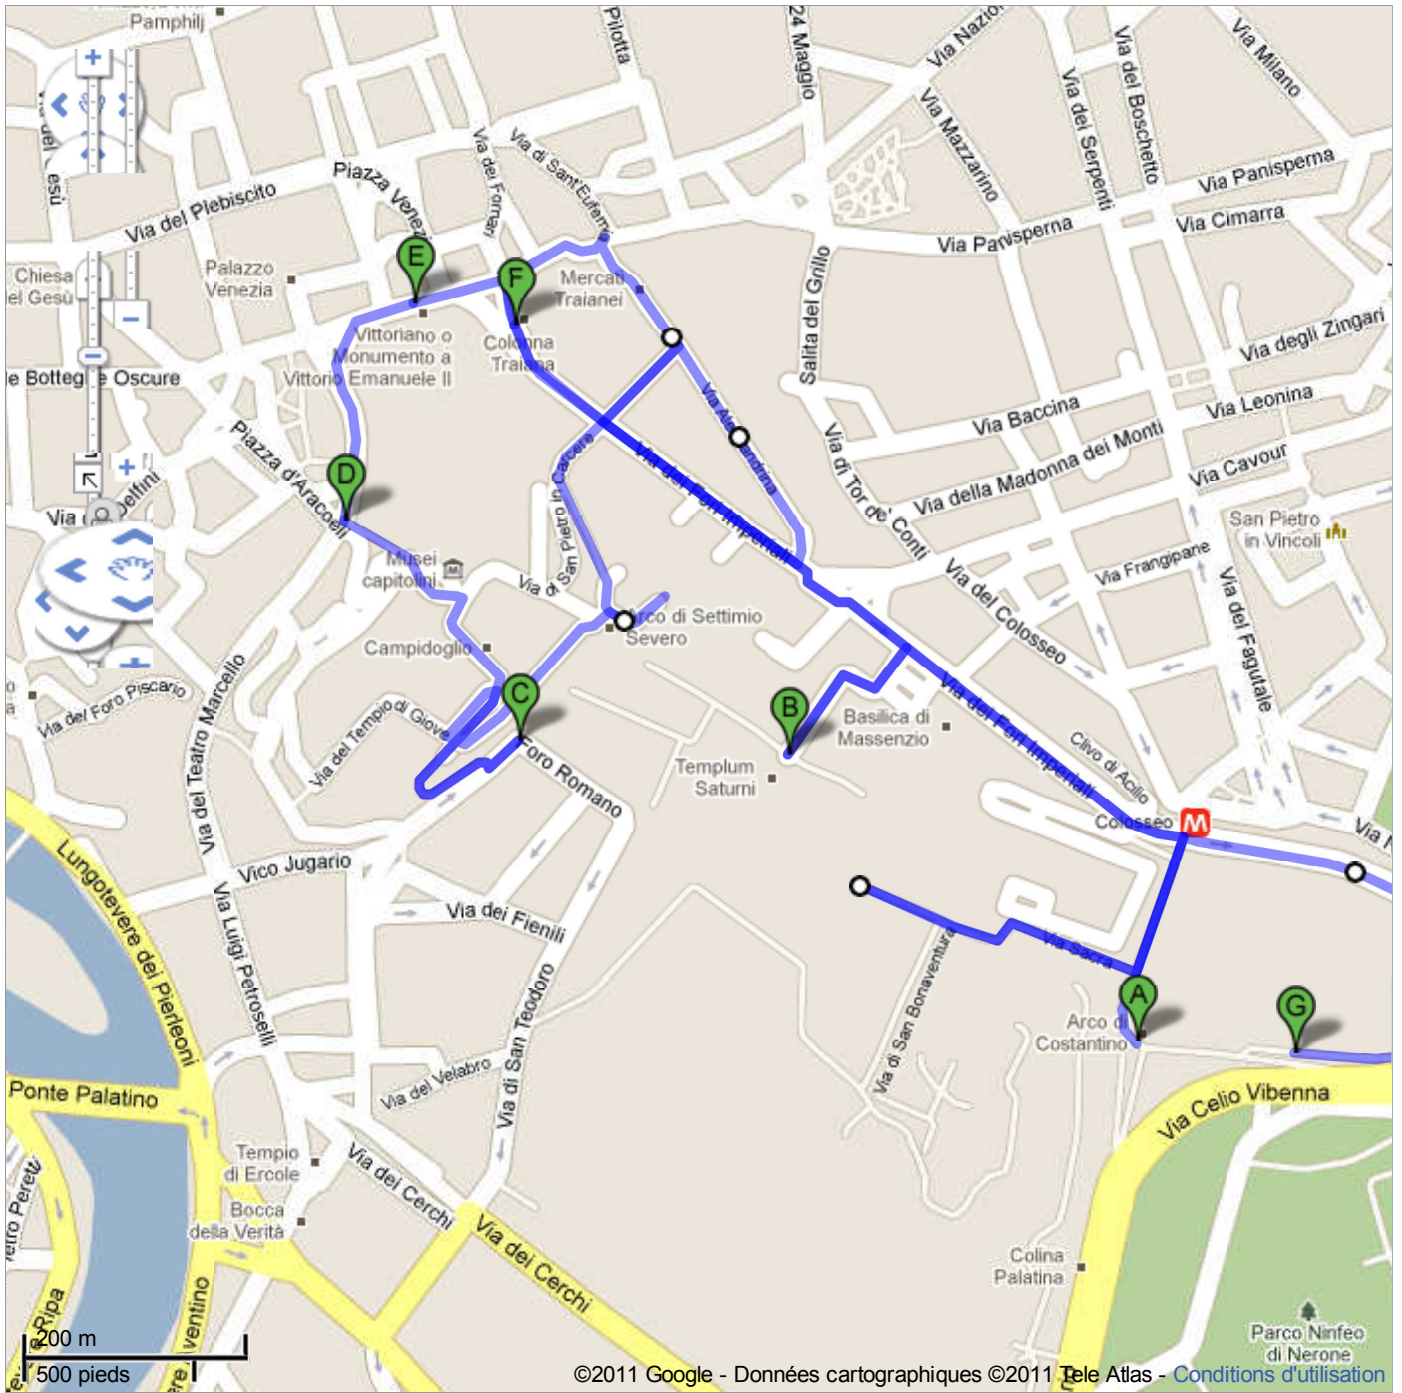 Pamphilj
Pilotta
24 Maggio
Via Nazio
Via Milano
Via del Boschetto
Via dei Serpenti
Via Mazzarino
Via Panisperna
Via Cimarra
Via Panisperna
Via dei Fornari
Via di Sant'Eufemia
Piazza Venez
Via del Plebiscito
esù
Chiesa
el Gesù
Palazzo
Venezia
E
F
Mercati
Traianei
Salita del Grillo
Via degli Zingari
Vittoriano o
Monumento a
Vittorio Emanuele II
Colonna
Traiana
le Botteghe Oscure
Via Baccina
Via Leonina
Via della Madonna dei Monti
Via Cavour
Via Alessandrina
Via di Tor de' Conti
Piazza d'Aracoeli
D
Via dei Fori Imperiali
San Pietro
in Vincoli
Via Frangipane
Via di San Pietro in Carcere
Musei
capitolini
Via del Colosseo
Via del Fagutale
Arco di Settimio
Severo
Campidoglio
C
B
Via del Foro Piscario
Via del Teatro Marcello
Via del Tempio di Giove
Foro Romano
Basilica di
Massenzio
Via dei Fori Imperiali
Clivo di Acilio
Templum
Saturni
Colosseo
M
Lungotevere dei Pierleoni
Vico Jugario
Via Luigi Petroselli
Via dei Fienili
Via Sacra
Via di San Bonaventura
Via di San Teodoro
A
G
Arco di
Costantino
Via del Velabro
Ponte Palatino
Via Celio Vibenna
Tempio
di Ercole
Via dei Cerchi
Bocca
della Verità
Via dei Cerchi
Colina
Palatina
Parco Ninfeo
di Nerone
Ripa
200 m
500 pieds
©2011 Google - Données cartographiques ©2011 Tele Atlas - Conditions d'utilisation